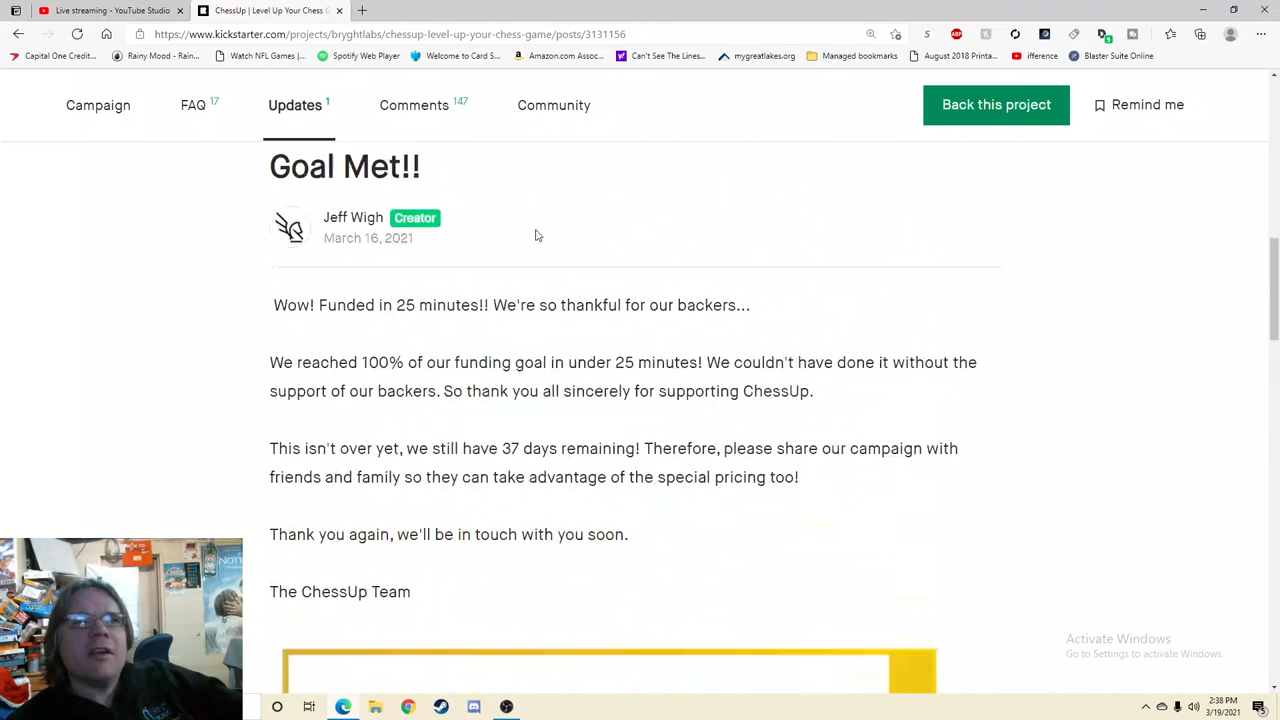 Live streaming - YouTube Studio
ChessUp | Level Up Your Chess G
https://www.kickstarter.com/projects/bryghtlabs/chessup-level-up-your-chess-game/posts/3131156
Capital One Credit...
Rainy Mood - Rain...
Watch NFL Games |...
Spotify Web Player
Welcome to Card S...
Amazon.com Assoc...
Can't See The Lines...
mygreatlakes.org
Managed bookmarks
August 2018 Printa...
ifference
Blaster Suite Online
Campaign
FAQ 17
Updates 1
Comments 147
Community
Back this project
Remind me
Goal Met!!
Jeff Wigh Creator
March 16, 2021
Wow! Funded in 25 minutes!! We're so thankful for our backers...
We reached 100% of our funding goal in under 25 minutes! We couldn't have done it without the
support of our backers. So thank you all sincerely for supporting ChessUp.
This isn't over yet, we still have 37 days remaining! Therefore, please share our campaign with
friends and family so they can take advantage of the special pricing too!
Thank you again, we'll be in touch with you soon.
The ChessUp Team
Activate Windows
Go to Settings to activate Windows.
2:38 PM
3/19/2021